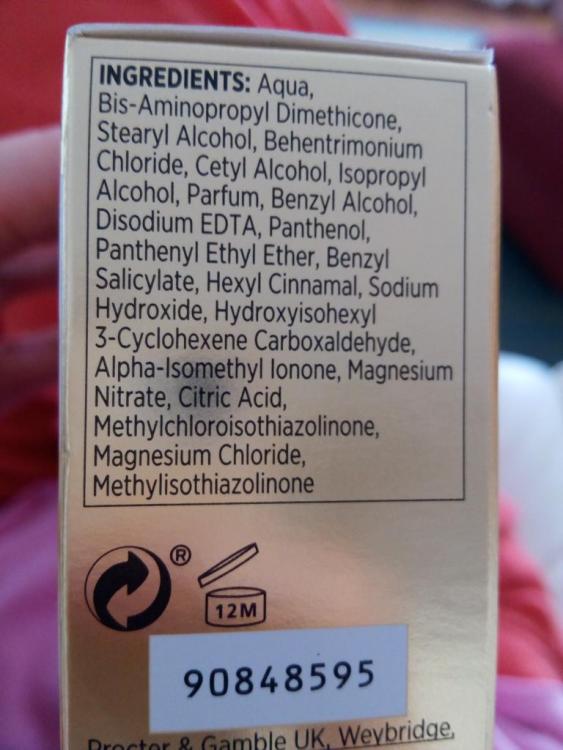 INGREDIENTS: Aqua,
Bis-Aminopropyl Dimethicone,
Stearyl Alcohol, Behentrimonium
Chloride, Cetyl Alcohol, Isopropyl
Alcohol, Parfum, Benzyl Alcohol,
Disodium EDTA, Panthenol,
Panthenyl Ethyl Ether, Benzyl
Salicylate, Hexyl Cinnamal, Sodium
Hydroxide, Hydroxyisohexyl
3-Cyclohexene Carboxaldehyde,
Alpha-Isomethyl Ionone, Magnesium
Nitrate, Citric Acid,
Methylchloroisothiazolinone,
Magnesium Chloride,
Methylisothiazolinone
®
12M
90848595
Procter & Gamble UK, Weybridge,